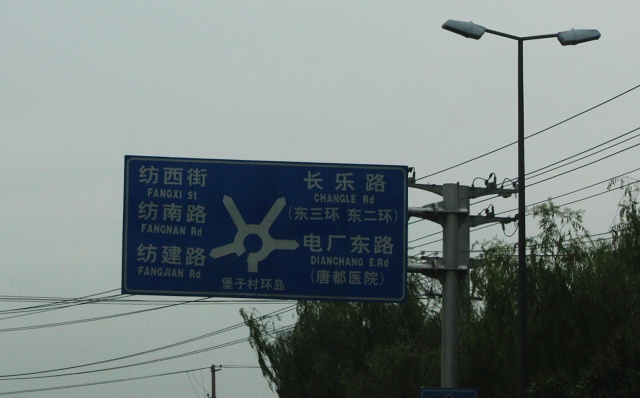 纺西街
FANGXI St
纺南路
FANGNAN Rd
纺建路
FANGJIAN Rd
长乐路
CHANGLE Rd
(东三环 东二环)
电厂东路
DIANCHANG E.Rd
(唐都医院)
堡子村环岛